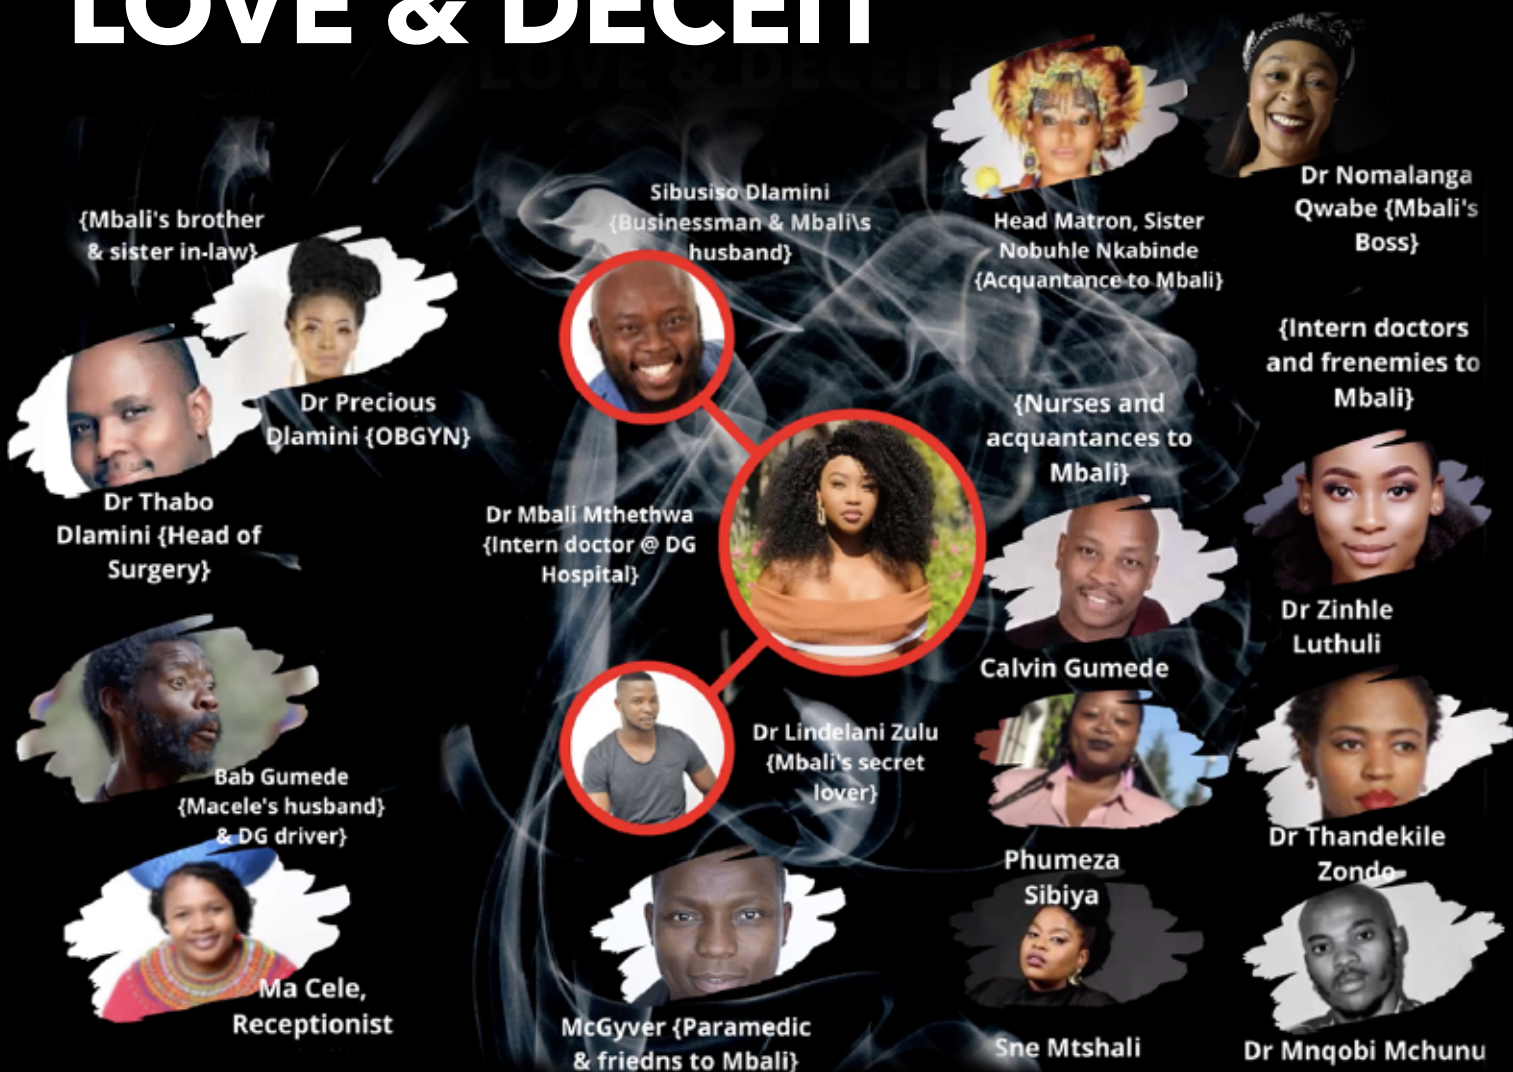 LOVE & DECEIT
LOVE & DECEIT
{Mbali's brother
& sister in-law}
Dr Precious
Dlamini {OBGYN}
Dr Thabo
Dlamini {Head of
Surgery}
Sibusiso Dlamini
{Businessman & Mbali\s
husband}
Head Matron, Sister
Nobuhle Nkabinde
{Acquantance to Mbali}
Dr Nomalanga
Qwabe {Mbali's
Boss}
{Intern doctors
and frenemies to
Mbali}
{Nurses and
acquantances to
Mbali}
Dr Mbali Mthethwa
{Intern doctor @ DG
Hospital}
Dr Zinhle
Luthuli
Calvin Gumede
Dr Lindelani Zulu
{Mbali's secret
lover}
Bab Gumede
{Macele's husband}
& DG driver}
Phumeza
Sibiya
Dr Thandekile
Zondo
Ma Cele,
Receptionist
McGyver {Paramedic
& friedns to Mbali}
Sne Mtshali
Dr Mnqobi Mchunu